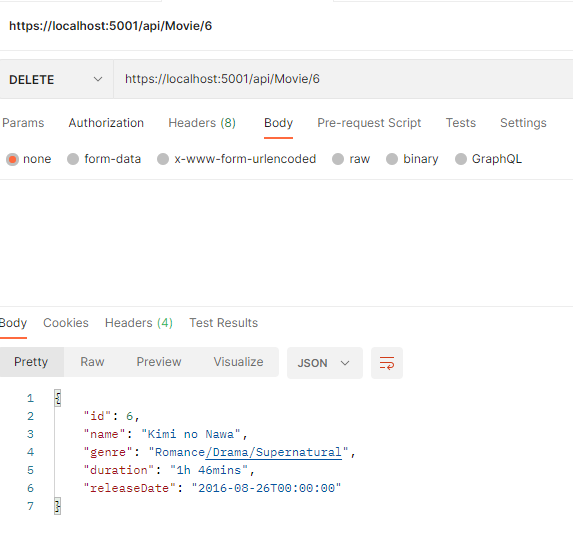 https://localhost:5001/api/Movie/6
DELETE https://localhost:5001/api/Movie/6
Params Authorization Headers (8) Body Pre-request Script Tests Settings
none form-data x-www-form-urlencoded raw binary GraphQL
Body Cookies Headers (4) Test Results
Pretty Raw Preview Visualize JSON
1 {
2 "id": 6,
3 "name": "Kimi no Nawa",
4 "genre": "Romance/Drama/Supernatural",
5 "duration": "1h 46mins",
6 "releaseDate": "2016-08-26T00:00:00"
7 }